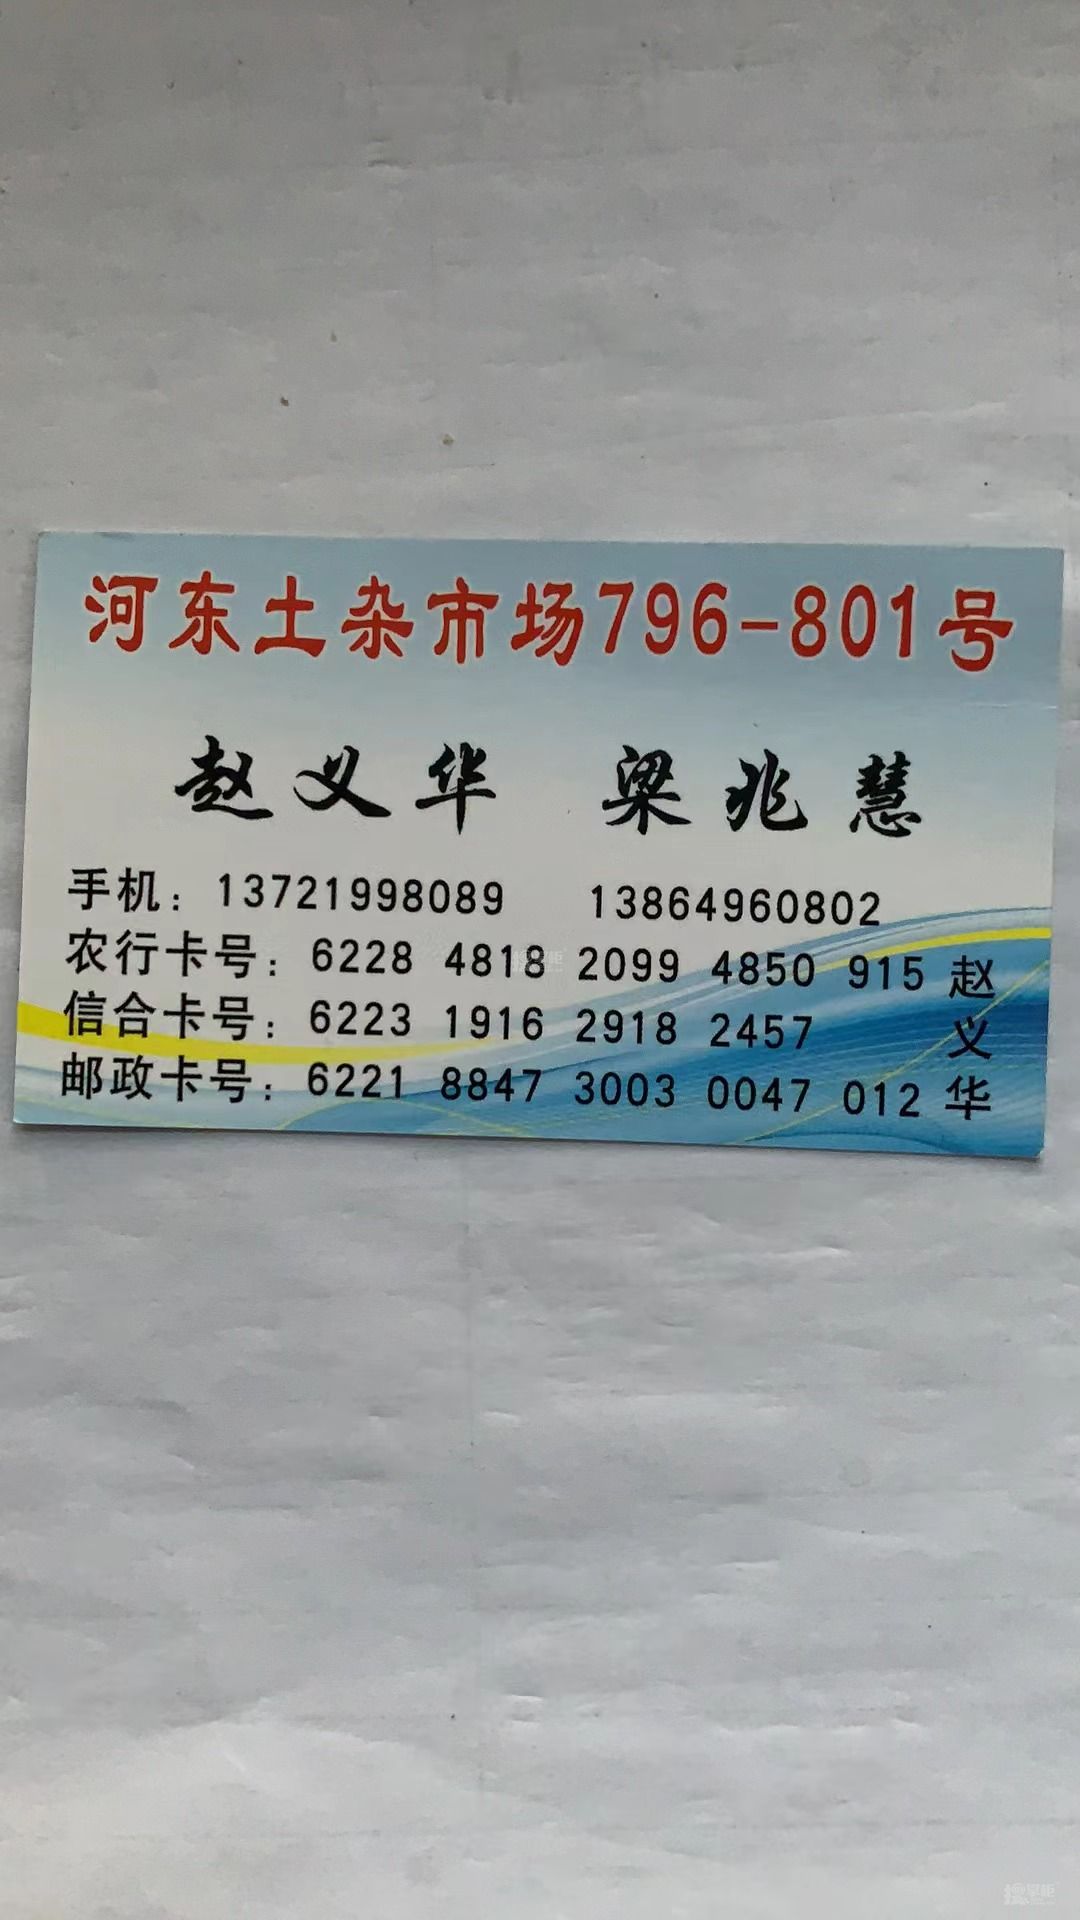 河东土杂市场796-801号
赵义华 梁兆慧
手机：13721998089 13864960802
农行卡号：6228 4818 2099 4850 915 赵
信合卡号：6223 1916 2918 2457 义
邮政卡号：6221 8847 3003 0047 012 华